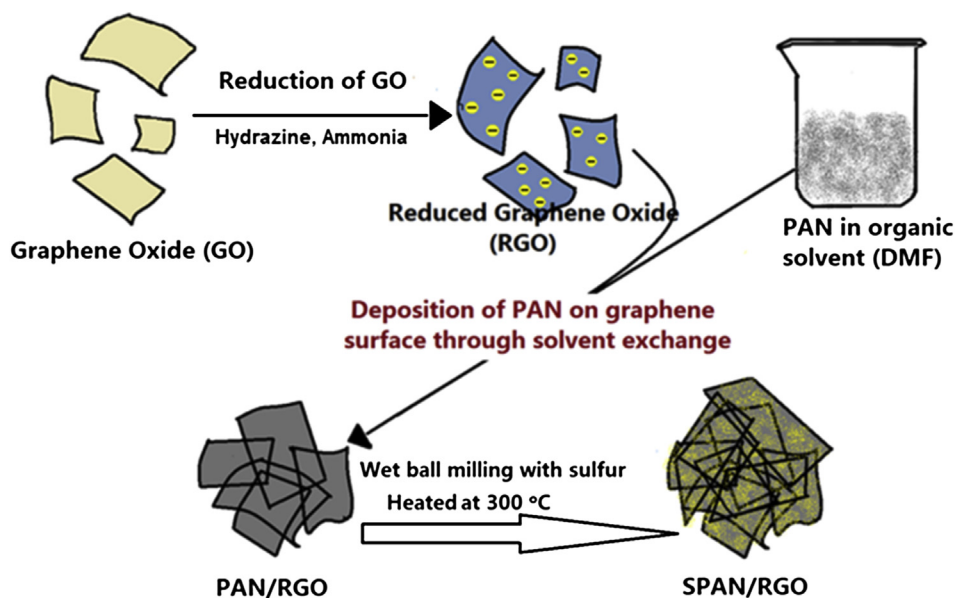 Reduction of GO
Hydrazine, Ammonia
Graphene Oxide (GO)
Reduced Graphene Oxide
(RGO)
PAN in organic
solvent (DMF)
Deposition of PAN on graphene
surface through solvent exchange
Wet ball milling with sulfur
Heated at 300 °C
PAN/RGO
SPAN/RGO